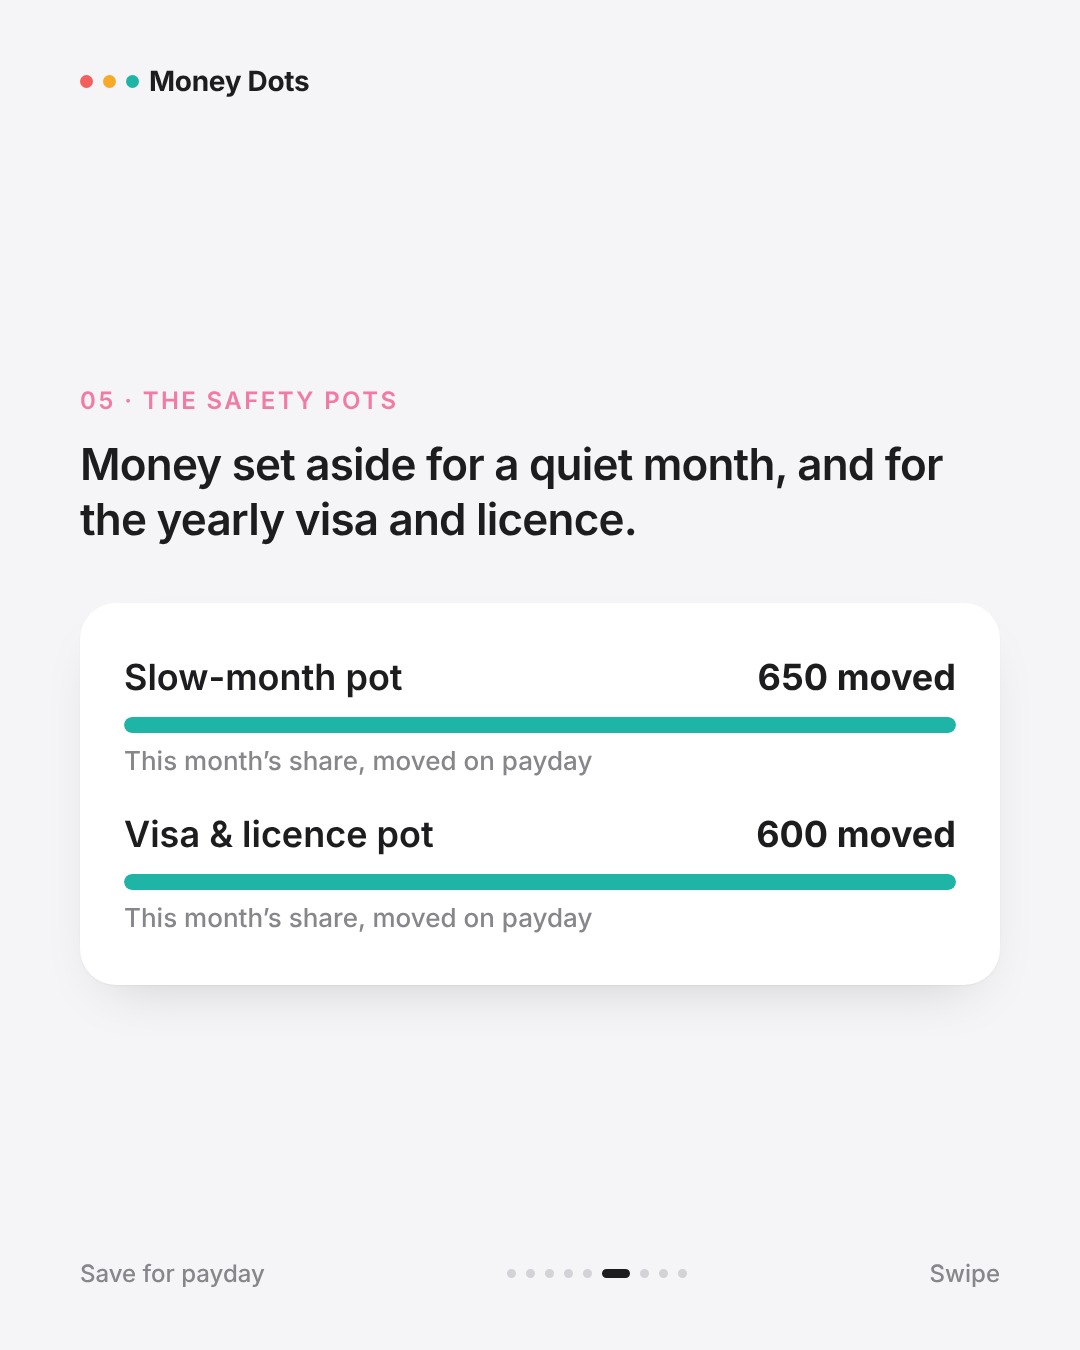 Money Dots
05 · THE SAFETY POTS
Money set aside for a quiet month, and for
the yearly visa and licence.
Slow-month pot 650 moved
This month’s share, moved on payday
Visa & licence pot 600 moved
This month’s share, moved on payday
Save for payday Swipe